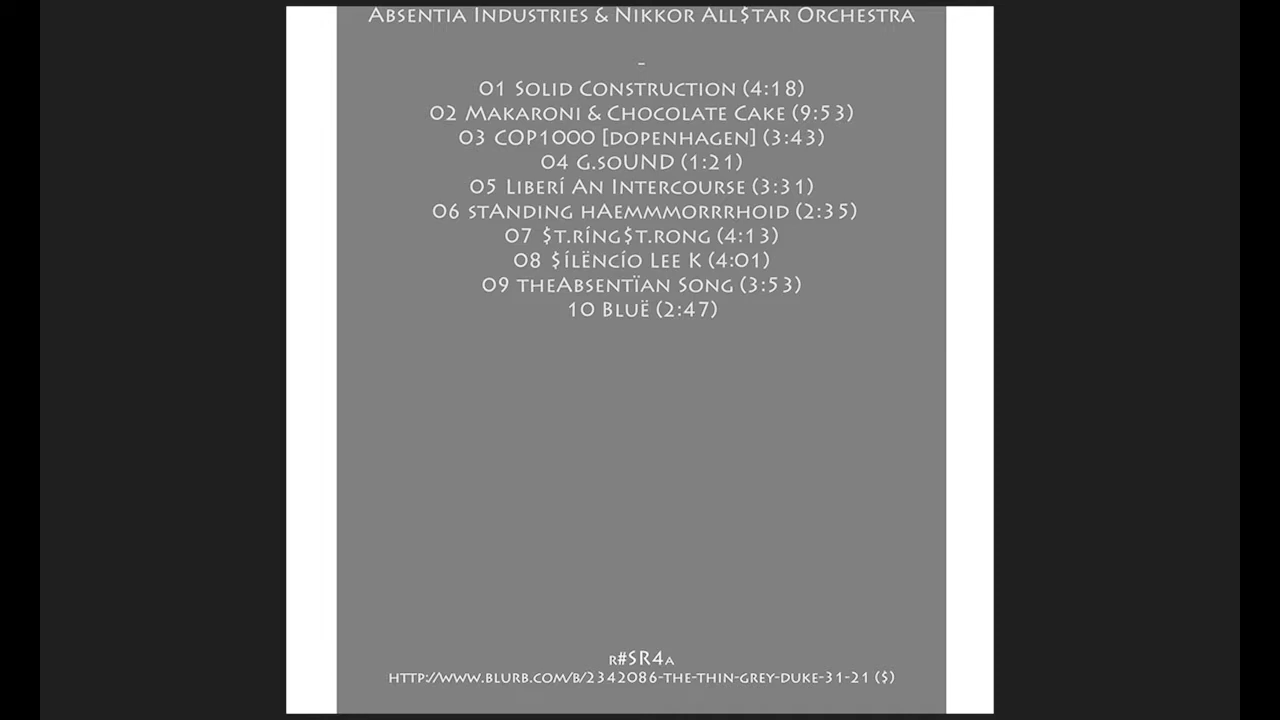 Absentia Industries & Nikkor All$tar Orchestra
-
01 Solid Construction (4:18)
02 Makaroni & Chocolate Cake (9:53)
03 COP1000 [dopenhagen] (3:43)
04 G.soUND (1:21)
05 Liberí An Intercourse (3:31)
06 stAnding hAemmmorrrhoid (2:35)
07 $t.ríng$t.rong (4:13)
08 $ílëncío Lee K (4:01)
09 theAbsentïan Song (3:53)
10 Bluë (2:47)
r#SR4a
http://www.blurb.com/b/2342086-the-thin-grey-duke-31-21 ($)